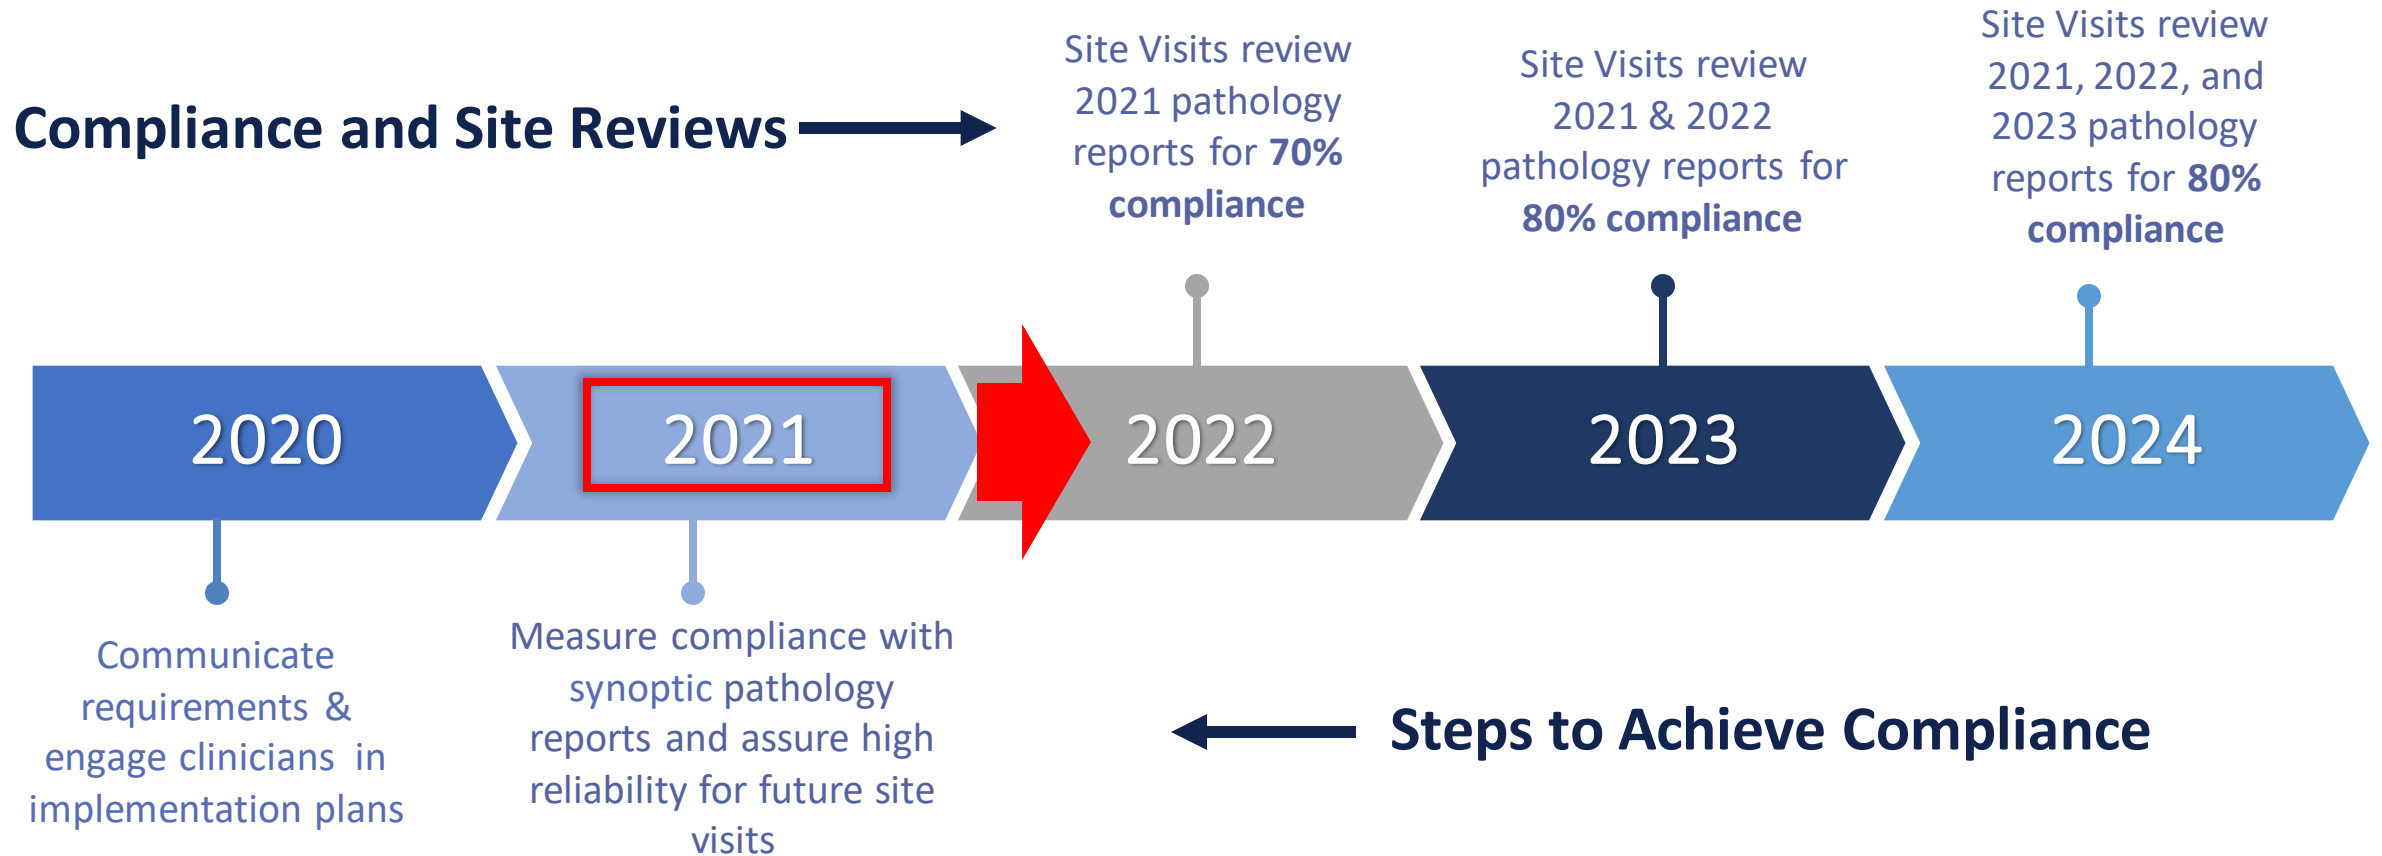 Compliance and Site Reviews
Site Visits review
2021 pathology
reports for 70%
compliance
Site Visits review
2021 & 2022
pathology reports for
80% compliance
Site Visits review
2021, 2022, and
2023 pathology
reports for 80%
compliance
2020
2021
2022
2023
2024
Communicate
requirements &
engage clinicians in
implementation plans
Measure compliance with
synoptic pathology
reports and assure high
reliability for future site
visits
Steps to Achieve Compliance